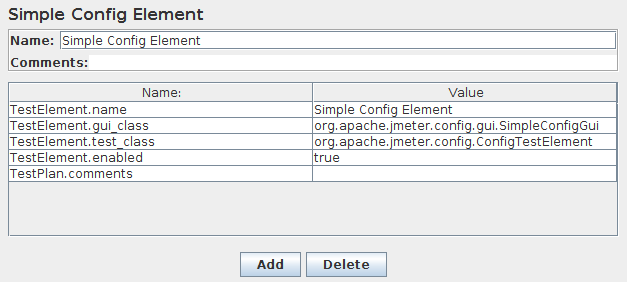 Simple Config Element
Name: Simple Config Element
Comments:
Name: Value
TestElement.name Simple Config Element
TestElement.gui_class org.apache.jmeter.config.gui.SimpleConfigGui
TestElement.test_class org.apache.jmeter.config.ConfigTestElement
TestElement.enabled true
TestPlan.comments
Add Delete